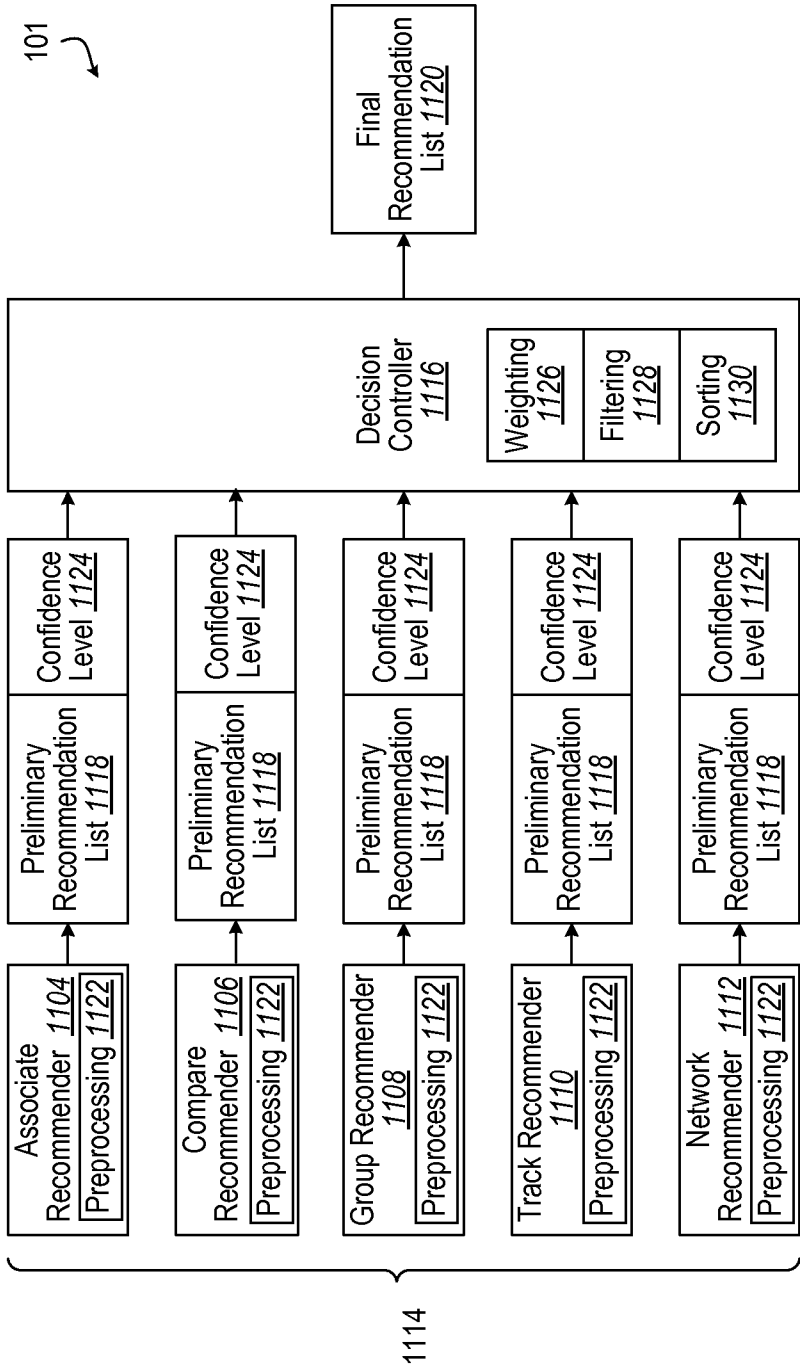 101
1114
Associate
Recommender 1104
Preprocessing 1122
Preliminary
Recommendation
List 1118
Confidence
Level 1124
Compare
Recommender 1106
Preprocessing 1122
Preliminary
Recommendation
List 1118
Confidence
Level 1124
Group Recommender
1108
Preprocessing 1122
Preliminary
Recommendation
List 1118
Confidence
Level 1124
Track Recommender
1110
Preprocessing 1122
Preliminary
Recommendation
List 1118
Confidence
Level 1124
Network
Recommender 1112
Preprocessing 1122
Preliminary
Recommendation
List 1118
Confidence
Level 1124
Decision
Controller
1116
Weighting
1126
Filtering
1128
Sorting
1130
Final
Recommendation
List 1120